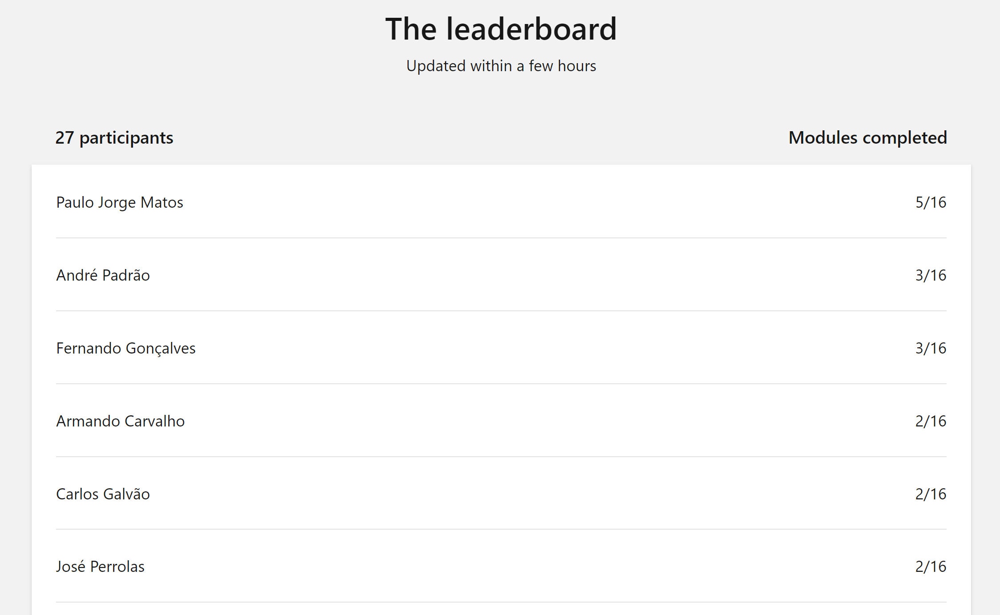 The leaderboard
Updated within a few hours
27 participants Modules completed
Paulo Jorge Matos 5/16
André Padrão 3/16
Fernando Gonçalves 3/16
Armando Carvalho 2/16
Carlos Galvão 2/16
José Perrolas 2/16